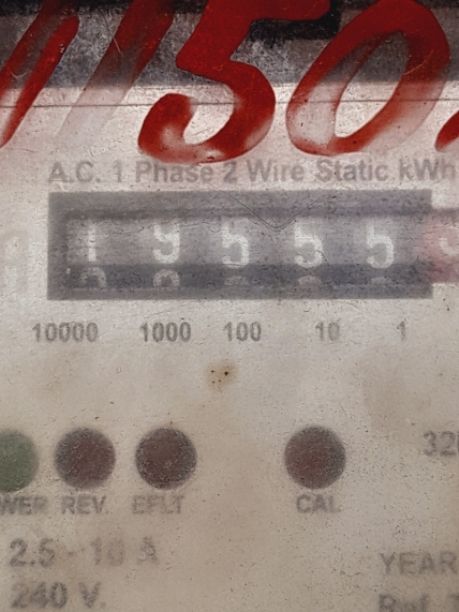 150
A.C. 1 Phase 2 Wire Static kWh
1 9 5 5 5
10000 1000 100 10 1
REV. EFLT CAL
2.5 - 10 A
YEAR
240 V.